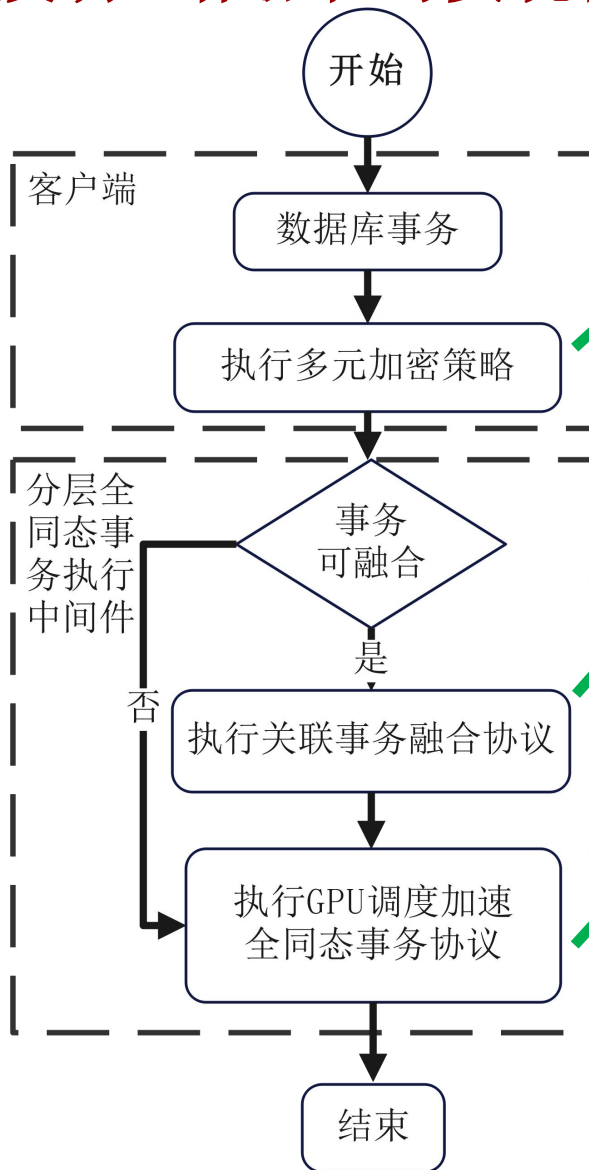 开始
客户端
数据库事务
执行多元加密策略
分层全
同态事
务执行
中间件
事务
可融合
是
否
执行关联事务融合协议
执行GPU调度加速
全同态事务协议
结束